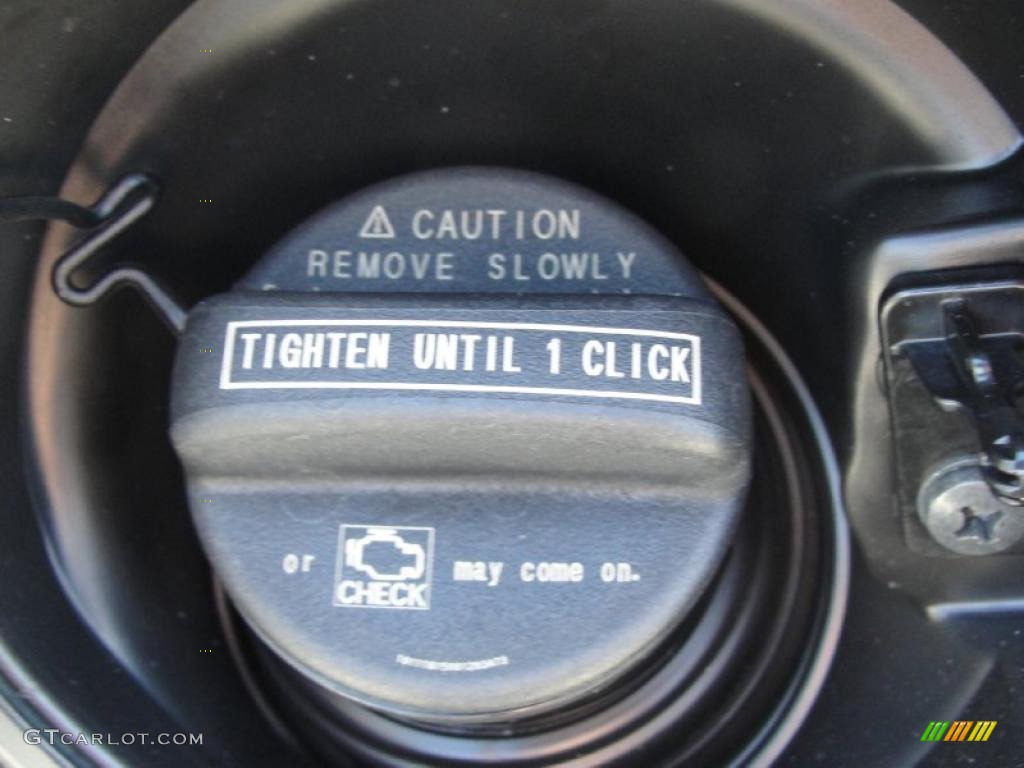 CAUTION
REMOVE SLOWLY
TIGHTEN UNTIL 1 CLICK
or CHECK may come on.
GTCARLOT.COM